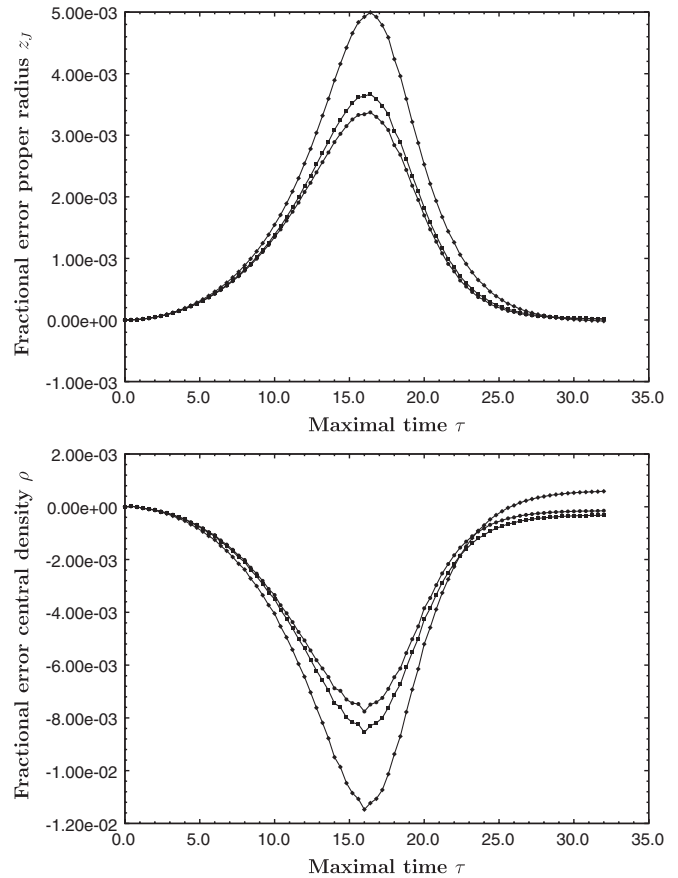 Fractional error proper radius z_J
5.00e-03
4.00e-03
3.00e-03
2.00e-03
1.00e-03
0.00e+00
-1.00e-03
0.0 5.0 10.0 15.0 20.0 25.0 30.0 35.0
Maximal time τ
Fractional error central density ρ
2.00e-03
0.00e+00
-2.00e-03
-4.00e-03
-6.00e-03
-8.00e-03
-1.00e-02
-1.20e-02
0.0 5.0 10.0 15.0 20.0 25.0 30.0 35.0
Maximal time τ